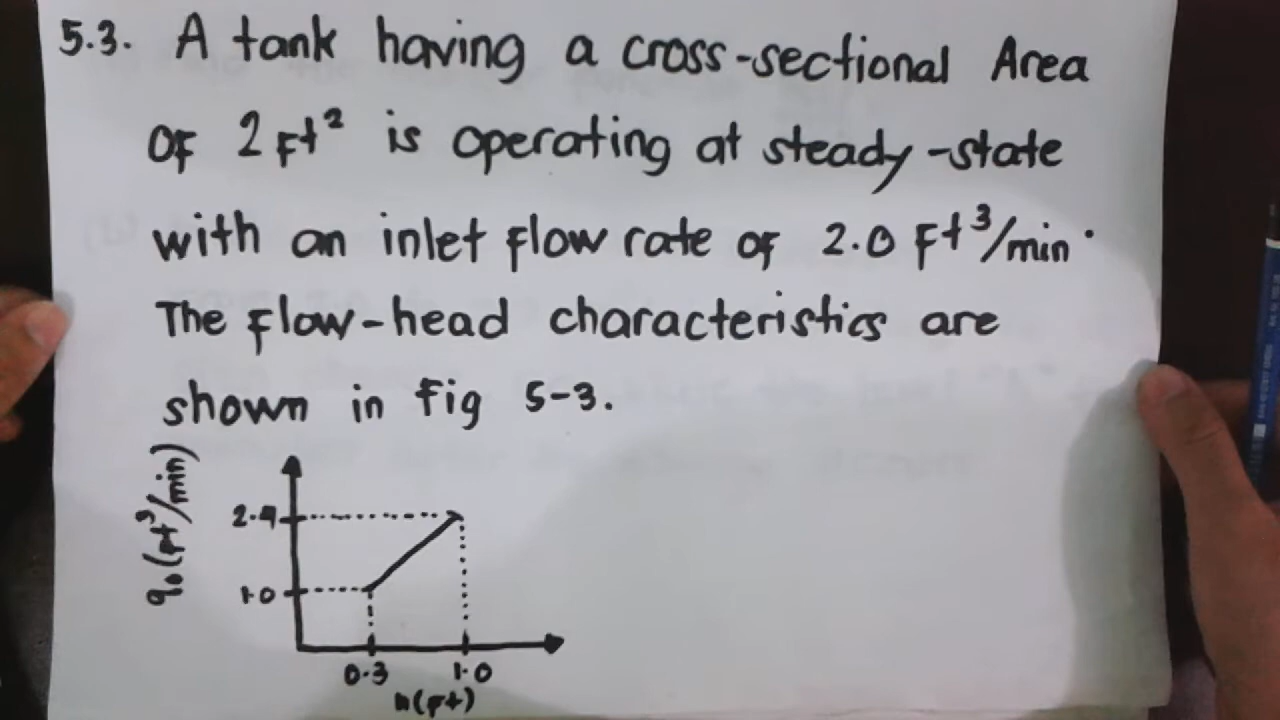 5.3. A tank having a cross-sectional Area
of 2 ft² is operating at steady-state
with an inlet flow rate of 2.0 ft³/min.
The flow-head characteristics are
shown in Fig 5-3.
q₀(ft³/min)
2.4
1.0
0.3 1.0
h(ft)